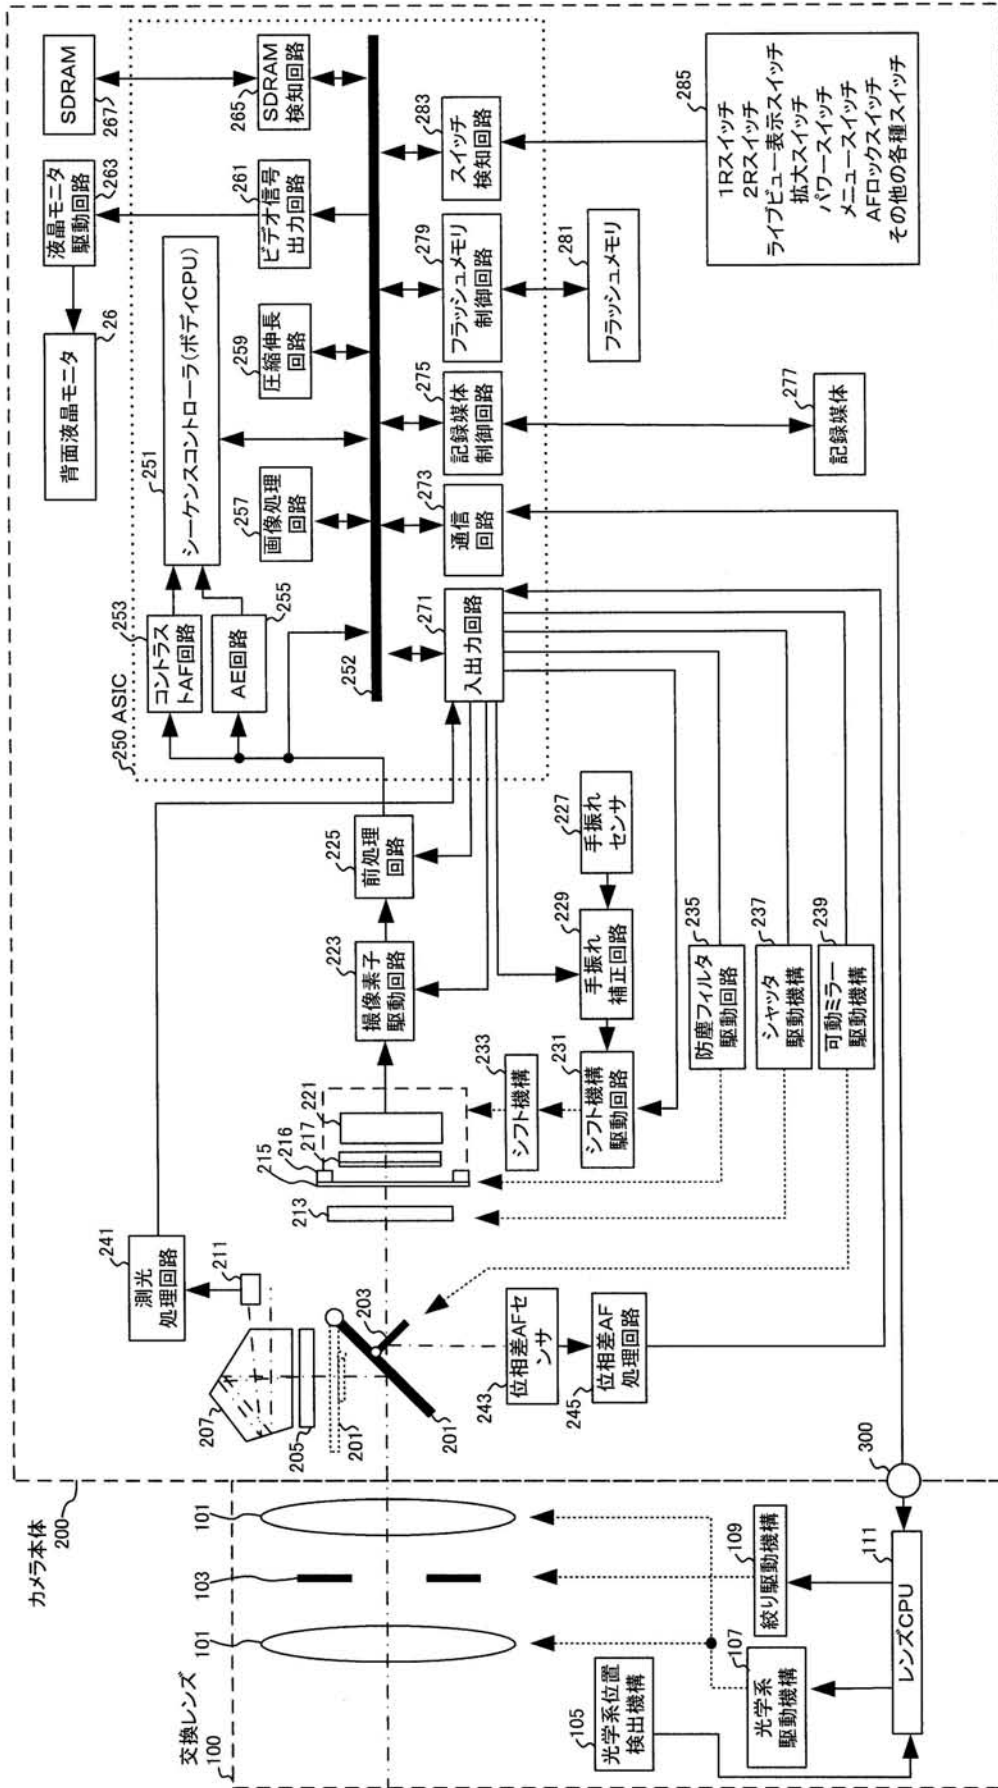 カメラ本体
200
交換レンズ
100
101
103
101
光学系位置
検出機構
105
光学系
駆動機構
107
絞り駆動機構
109
レンズCPU
111
300
207
205
201
201
203
211
測光
処理回路
241
位相差AFセ
ンサ
243
位相差AF
処理回路
245
213
215
216
217
221
シフト機構
233
シフト機構
駆動回路
231
手振れ
補正回路
229
手振れ
センサ
227
撮像素子
駆動回路
223
前処理
回路
225
防塵フィルタ
駆動回路
235
シャッタ
駆動機構
237
可動ミラー
駆動機構
239
250 ASIC
コントラス
トAF回路
253
AE回路
255
シーケンスコントローラ(ボディCPU)
251
252
画像処理
回路
257
圧縮伸長
回路
259
ビデオ信号
出力回路
261
SDRAM
検知回路
265
背面液晶モニタ
26
液晶モニタ
駆動回路
263
SDRAM
267
入出力回路
271
通信
回路
273
記録媒体
制御回路
275
フラッシュメモリ
制御回路
279
スイッチ
検知回路
283
記録媒体
277
フラッシュメモリ
281
285
1Rスイッチ
2Rスイッチ
ライブビュー表示スイッチ
拡大スイッチ
パワースイッチ
メニュースイッチ
AFロックスイッチ
その他の各種スイッチ